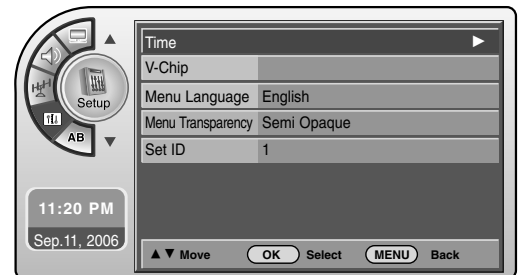 Time ▶
V-Chip
Menu Language English
Menu Transparency Semi Opaque
Set ID 1
Setup
AB
11:20 PM
Sep.11, 2006
▲▼ Move OK Select MENU Back